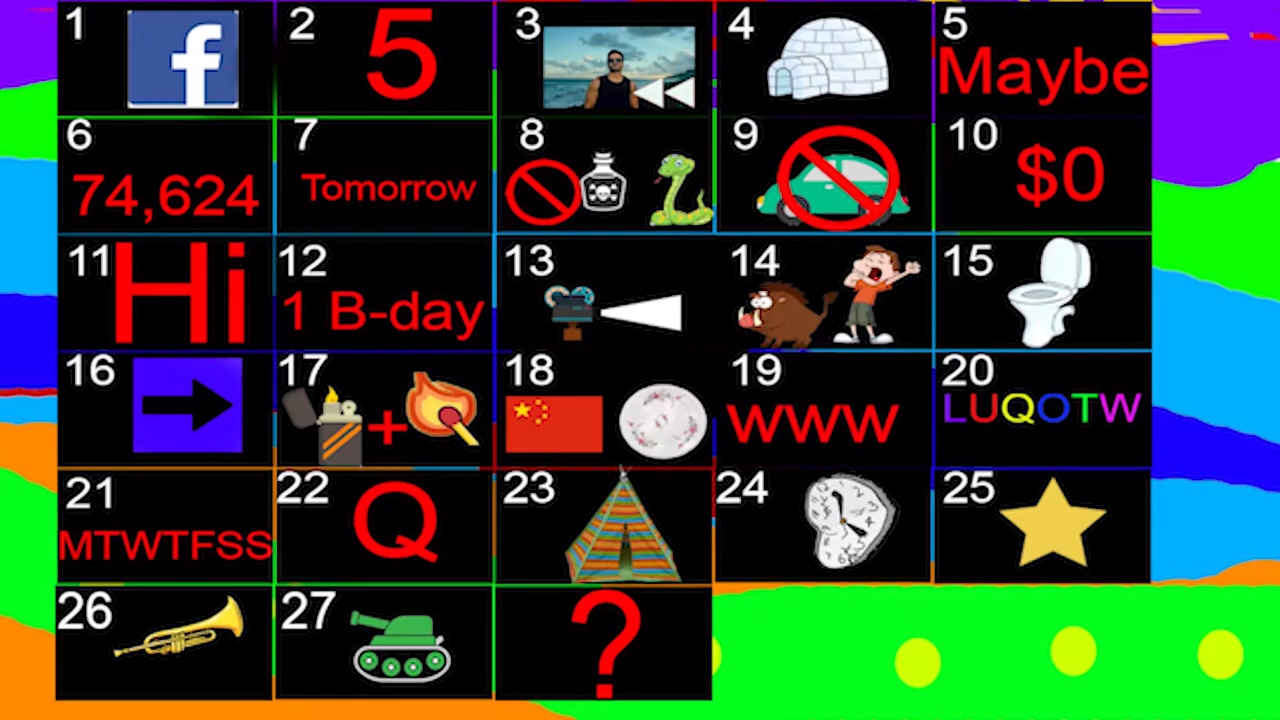 1 f
2 5
3
4
5 Maybe
6 74,624
7 Tomorrow
8
9
10 $0
11 Hi
12 1 B-day
13
14
15
16
17 +
18
19 WWW
20 LUQOTW
21 MTWTFSS
22 Q
23
24
25
26
27
?